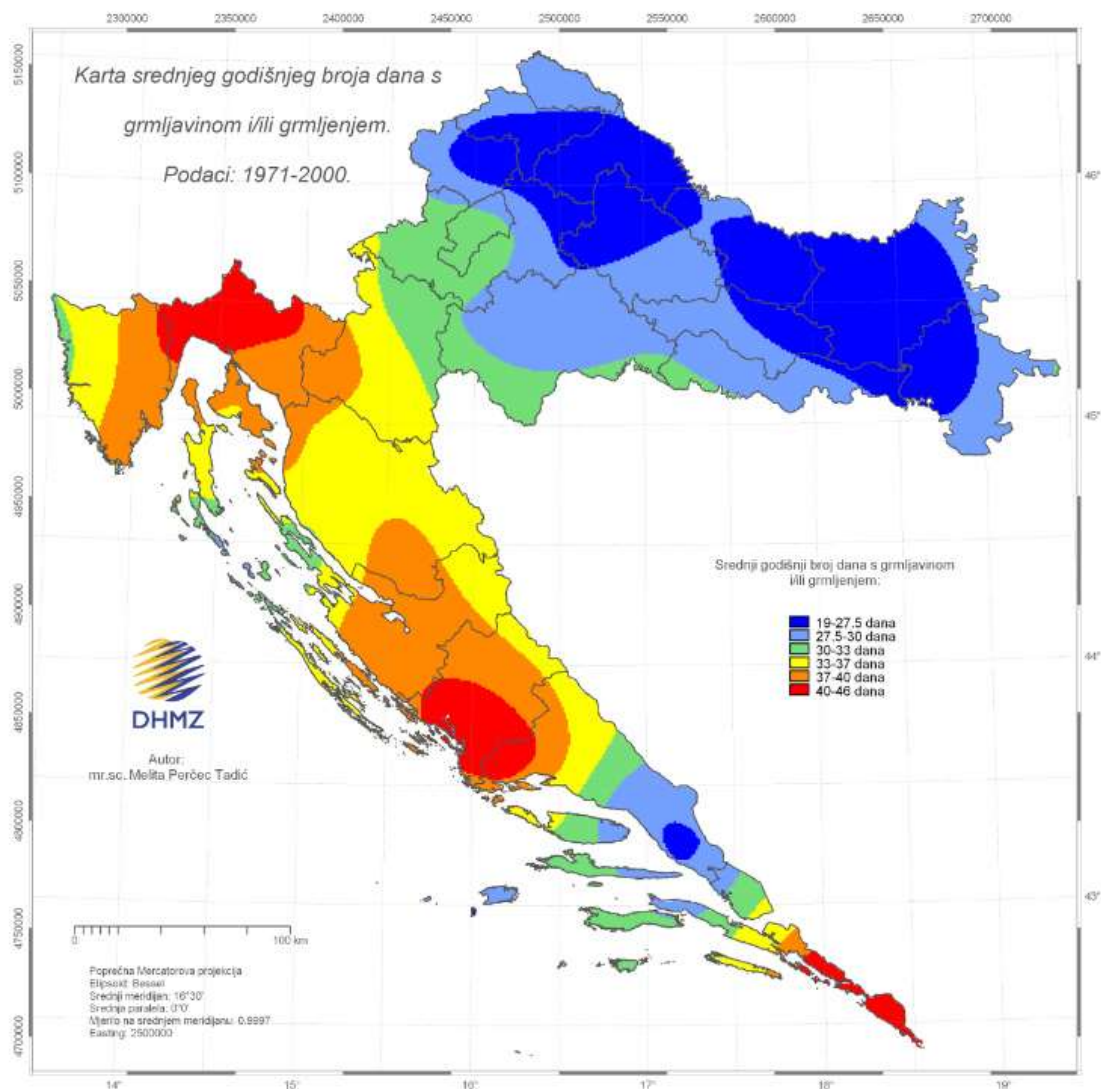 2300000 2350000 2400000 2450000 2500000 2550000 2600000 2650000 2700000
Karta srednjeg godišnjeg broja dana s
grmljavinom i/ili grmljenjem.
Podaci: 1971-2000.
5150000
5100000
5050000
5000000
4950000
4900000
4850000
4800000
4750000
4700000
46°
45°
44°
43°
Srednji godišnji broj dana s grmljavinom
i/ili grmljenjem:
19-27.5 dana
27.5-30 dana
30-33 dana
33-37 dana
37-40 dana
40-46 dana
DHMZ
Autor:
mr.sc. Melita Perčec Tadić
0 100 km
Poprečna Mercatorova projekcija
Elipsoid: Bessel
Srednji meridijan: 16°30'
Srednja paralela: 0°0'
Mjerilo na srednjem meridijanu: 0.9997
Easting: 2500000
14° 15° 16° 17° 18° 19°